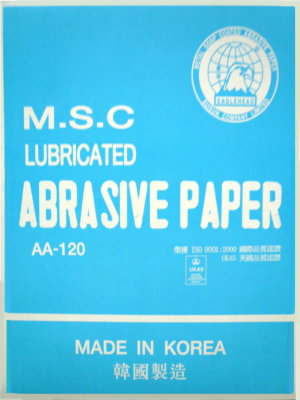 EAGLEHEAD
M.S.C
LUBRICATED
ABRASIVE PAPER
AA-120
榮獲 ISO 9001:2000 國際品質認證
UKAS 英國品質認證
UKAS
MADE IN KOREA
韓國製造